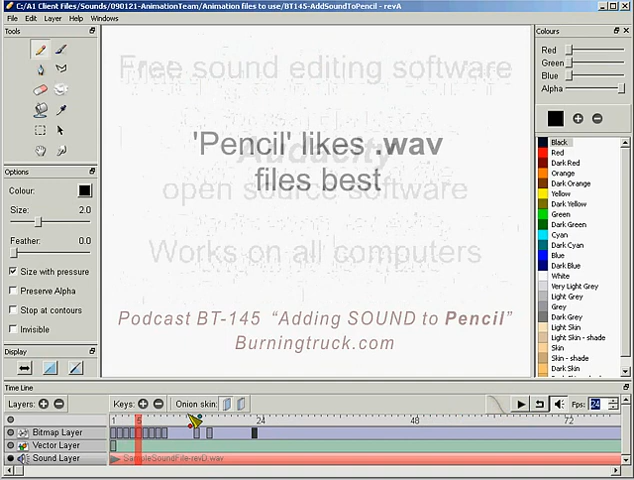 C:/A1 Client Files/Sounds/090121-AnimationTeam/Animation files to use/BT145-AddSoundToPencil - revA
File Edit Layer Help Windows
Tools
Options
Colour:
Size: 2.0
Feather: 0.0
Size with pressure
Preserve Alpha
Stop at contours
Invisible
Display
Free sound editing software
Audacity
'Pencil' likes .wav
files best
open source software
Works on all computers
Podcast BT-145 "Adding SOUND to Pencil"
Burningtruck.com
Colours
Red
Green
Blue
Alpha
Black
Red
Dark Red
Orange
Dark Orange
Yellow
Dark Yellow
Green
Dark Green
Cyan
Dark Cyan
Blue
Dark Blue
White
Very Light Grey
Light Grey
Grey
Dark Grey
Light Skin
Light Skin - shade
Skin
Skin - shade
Dark Skin
Time Line
Layers: Keys: Onion skin: Fps: 24
1 5 24 48 72
Bitmap Layer
Vector Layer
Sound Layer SampleSoundFile-revD.wav